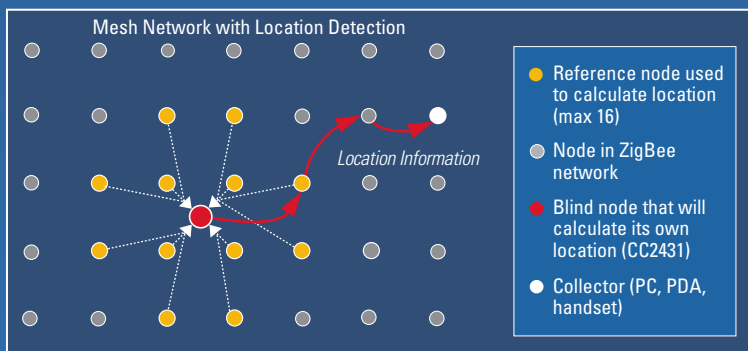 Mesh Network with Location Detection
Location Information
Reference node used
to calculate location
(max 16)
Node in ZigBee
network
Blind node that will
calculate its own
location (CC2431)
Collector (PC, PDA,
handset)